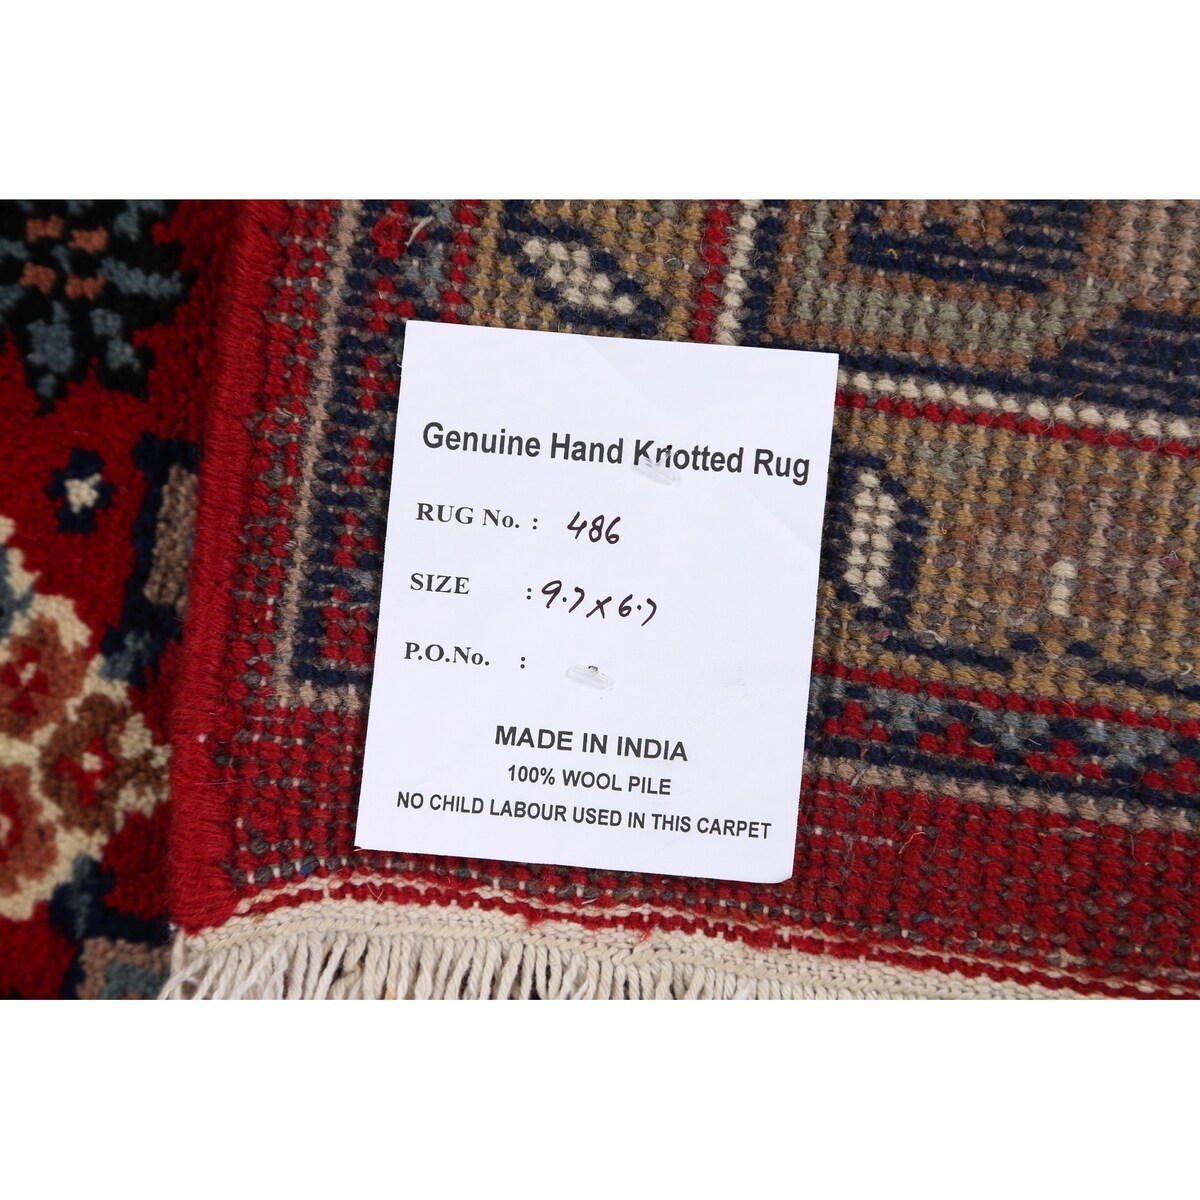 Genuine Hand Knotted Rug
RUG No. : 486
SIZE : 9.7 x 6.7
P.O.No. :
MADE IN INDIA
100% WOOL PILE
NO CHILD LABOUR USED IN THIS CARPET